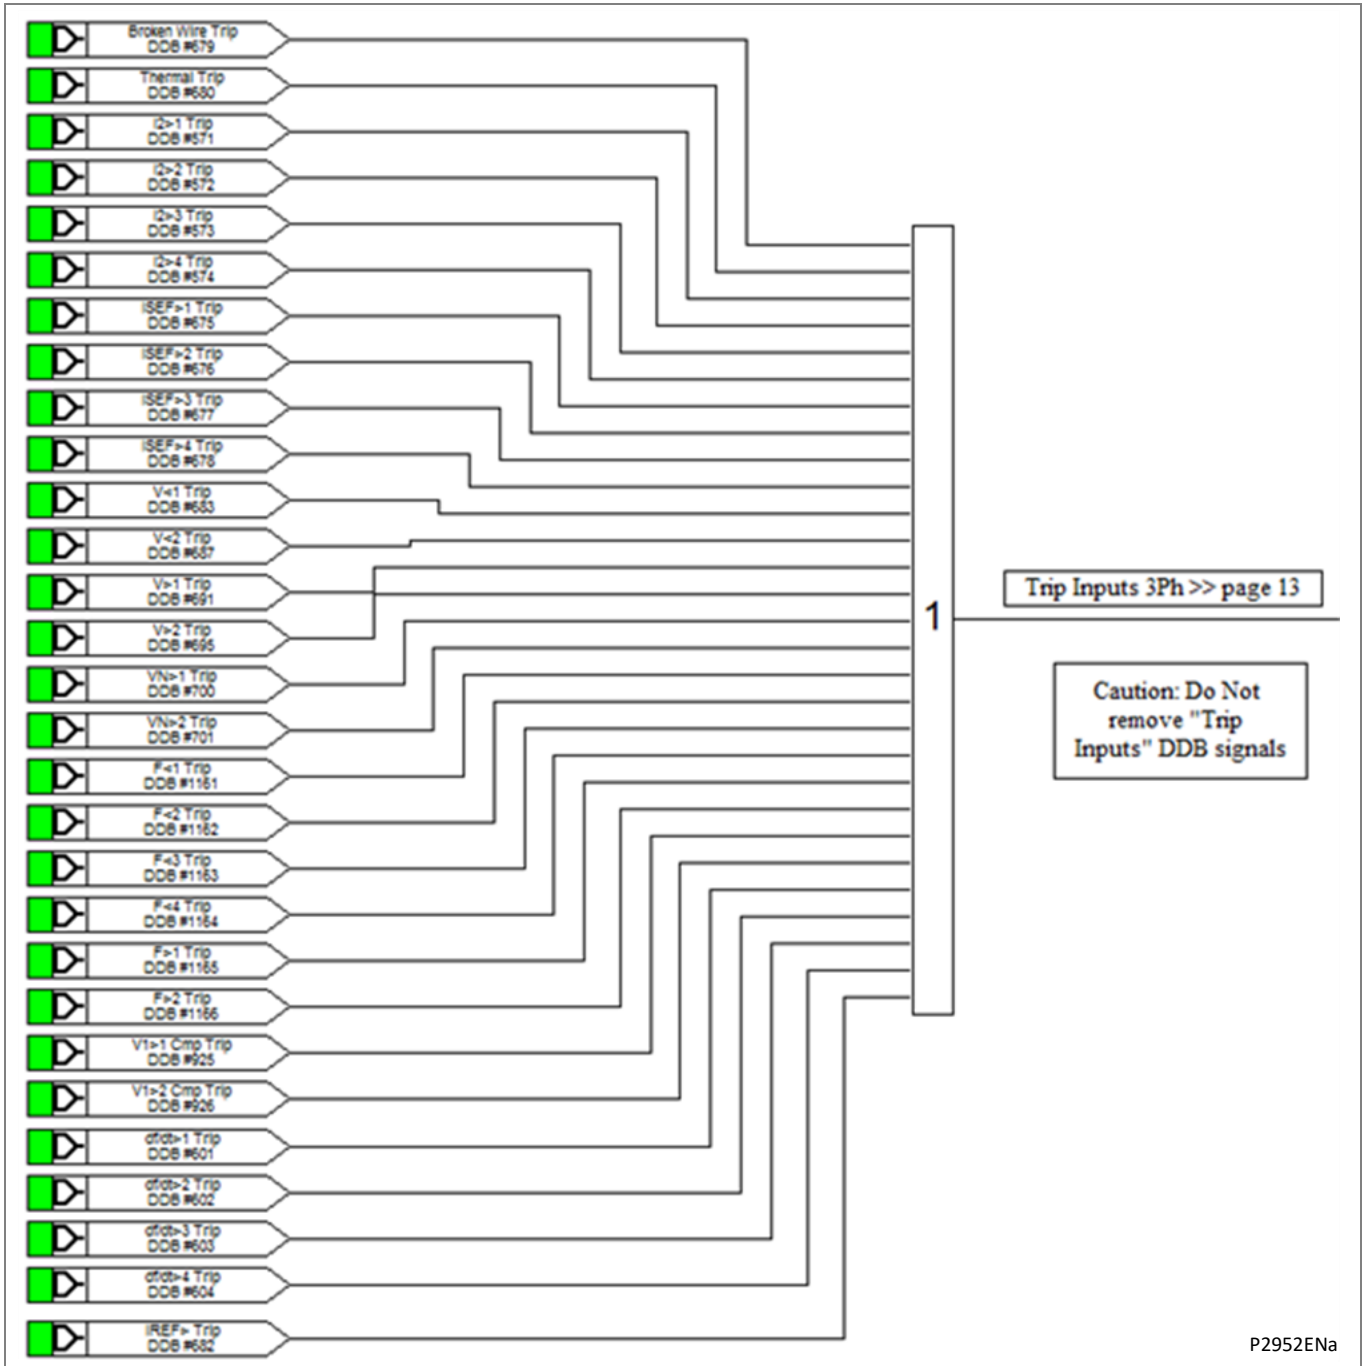 Broken Wire Trip
DDB #679
Thermal Trip
DDB #680
I2>1 Trip
DDB #571
I2>2 Trip
DDB #572
I2>3 Trip
DDB #573
I2>4 Trip
DDB #574
ISEF>1 Trip
DDB #675
ISEF>2 Trip
DDB #676
ISEF>3 Trip
DDB #677
ISEF>4 Trip
DDB #678
V<1 Trip
DDB #683
V<2 Trip
DDB #687
V>1 Trip
DDB #691
V>2 Trip
DDB #695
VN>1 Trip
DDB #700
VN>2 Trip
DDB #701
F<1 Trip
DDB #1161
F<2 Trip
DDB #1162
F<3 Trip
DDB #1163
F<4 Trip
DDB #1164
F>1 Trip
DDB #1165
F>2 Trip
DDB #1166
V1>1 Cmp Trip
DDB #925
V1>2 Cmp Trip
DDB #926
df/dt>1 Trip
DDB #601
df/dt>2 Trip
DDB #602
df/dt>3 Trip
DDB #603
df/dt>4 Trip
DDB #604
IREF> Trip
DDB #682
1
Trip Inputs 3Ph >> page 13
Caution: Do Not
remove "Trip
Inputs" DDB signals
P2952ENa